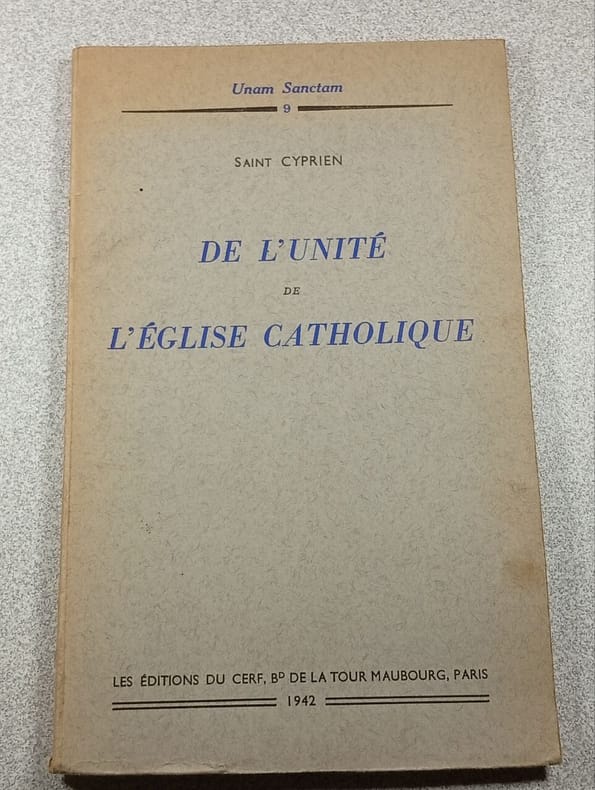 Unam Sanctam
9
SAINT CYPRIEN
DE L'UNITÉ
DE
L'ÉGLISE CATHOLIQUE
LES ÉDITIONS DU CERF, BD DE LA TOUR MAUBOURG, PARIS
1942